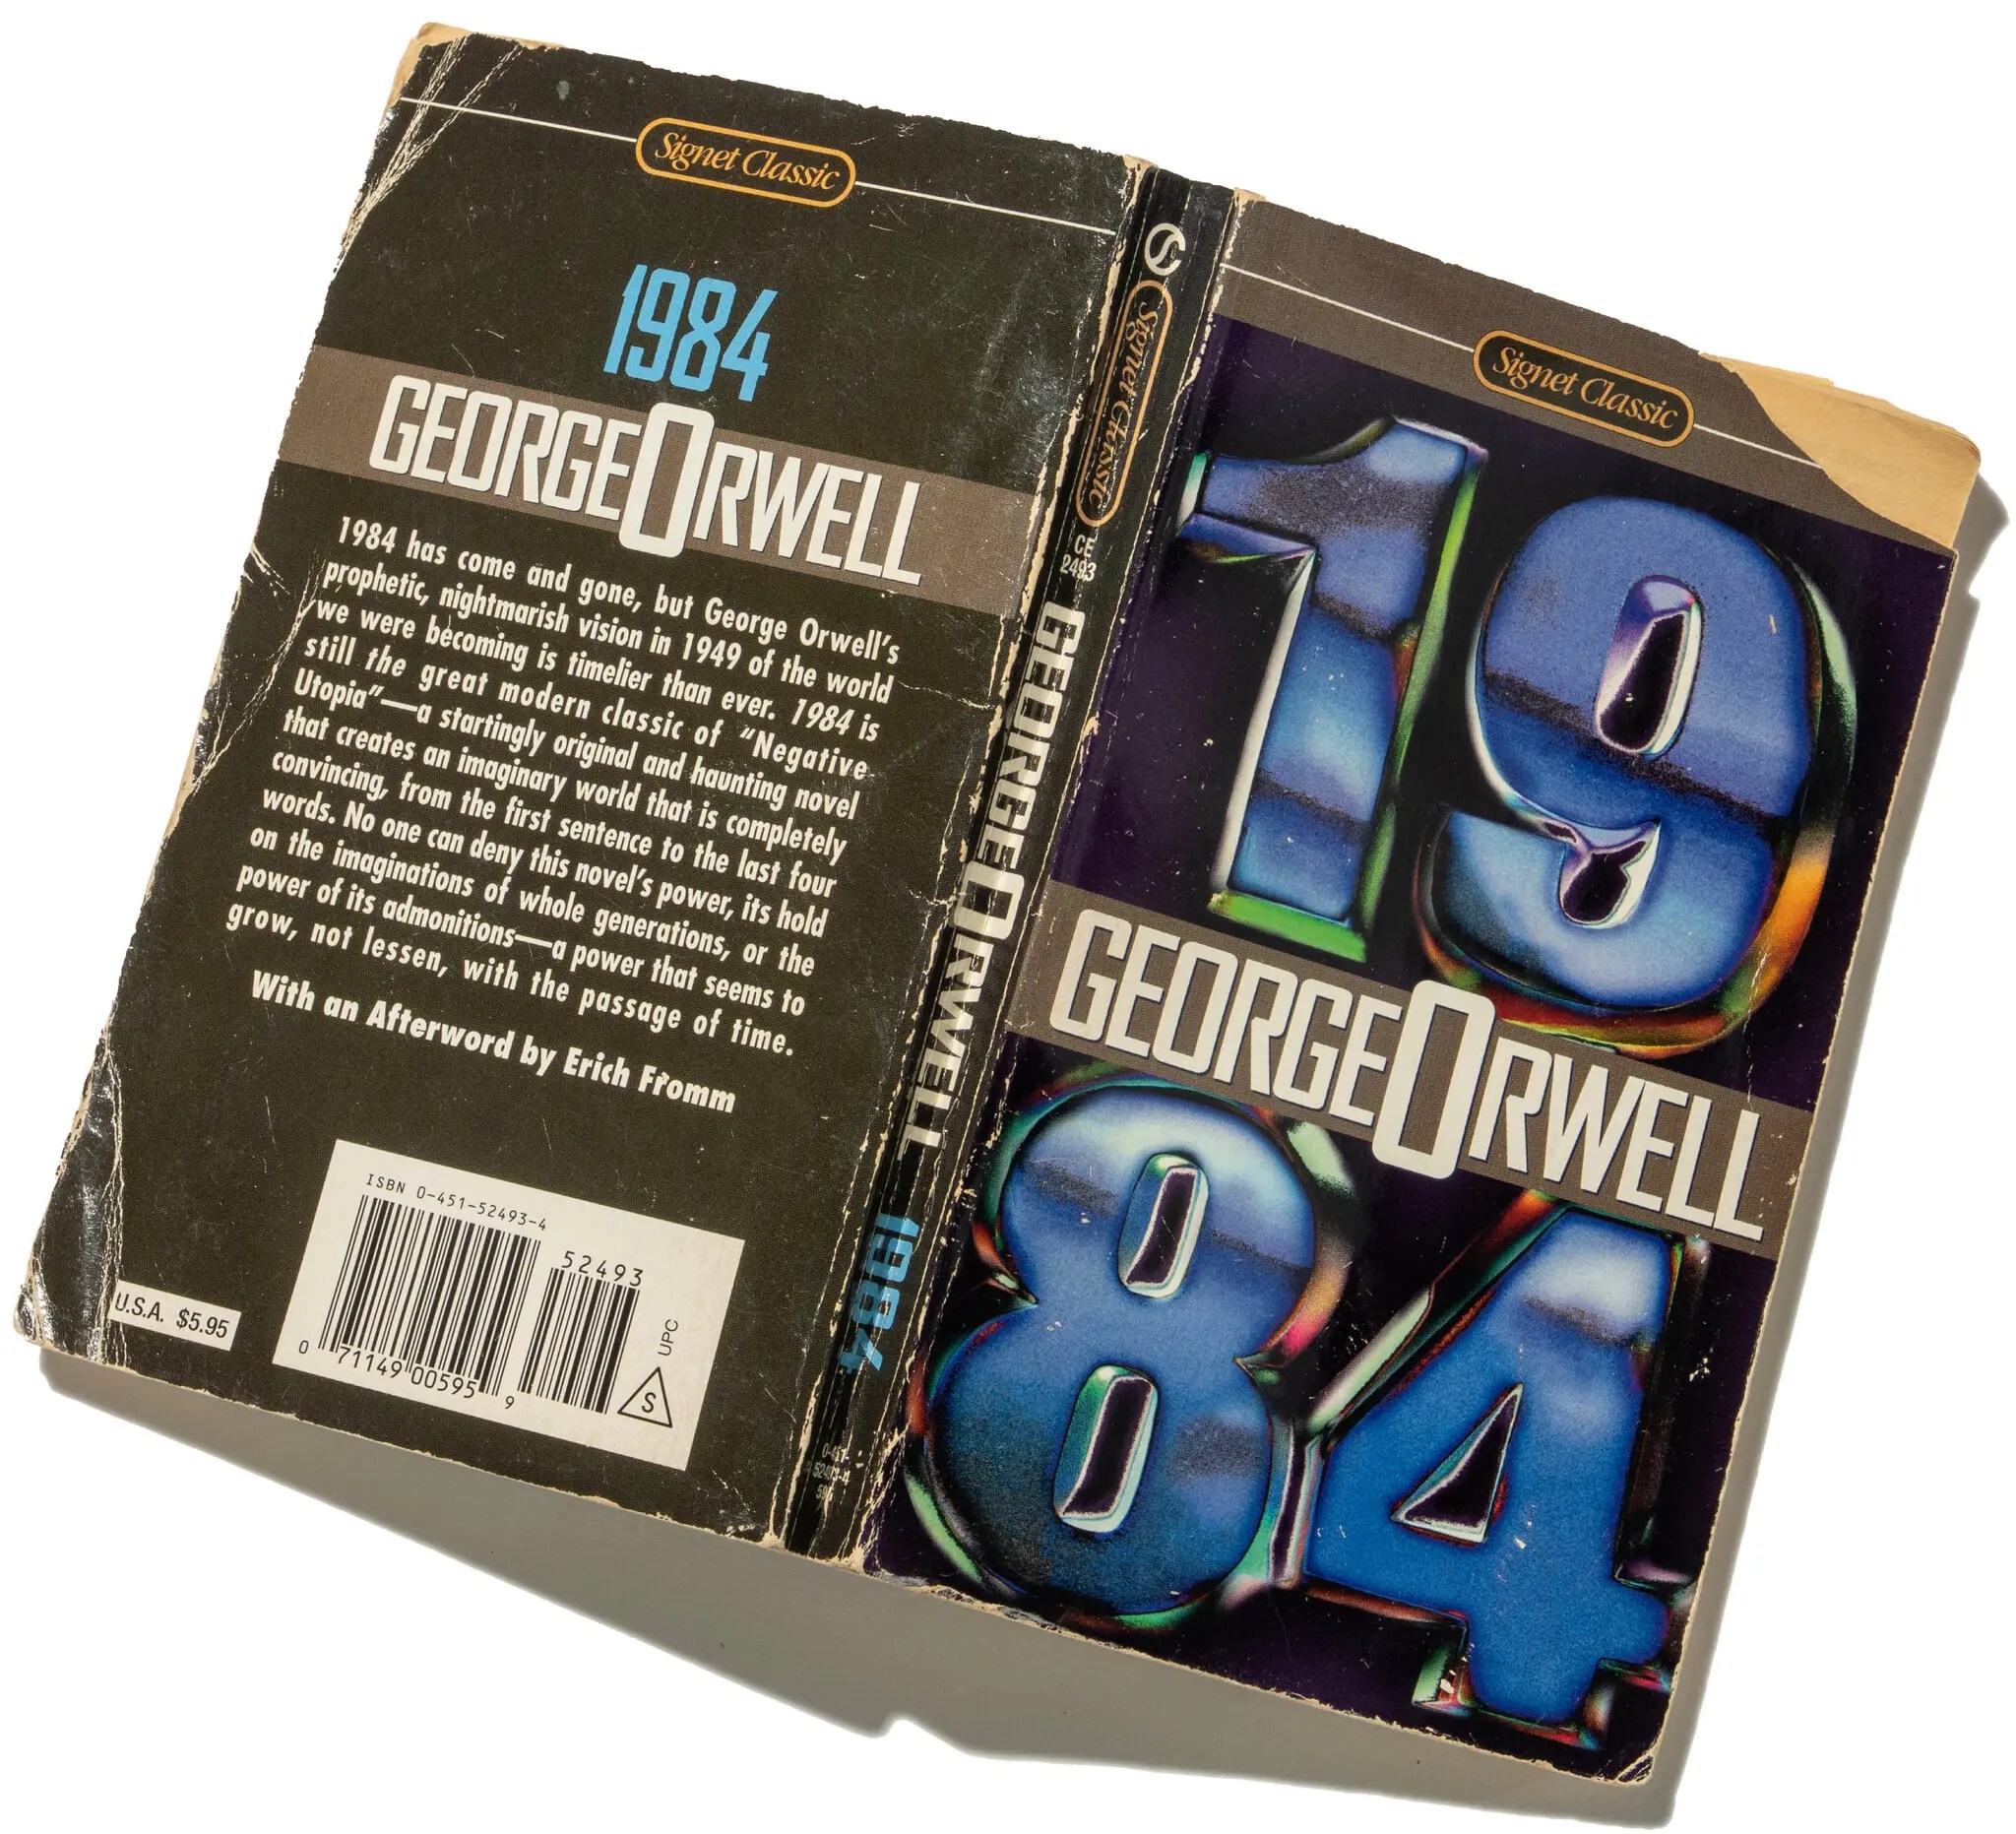 Signet Classic
1984
GEORGE ORWELL
1984 has come and gone, but George Orwell's
prophetic, nightmarish vision in 1949 of the world
we were becoming is timelier than ever. 1984 is
still the great modern classic of “Negative
Utopia”—a startingly original and haunting novel
that creates an imaginary world that is completely
convincing, from the first sentence to the last four
words. No one can deny this novel's power, its hold
on the imaginations of whole generations, or the
power of its admonitions—a power that seems to
grow, not lessen, with the passage of time.
With an Afterword by Erich Fromm
ISBN 0-451-52493-4
52493
0 71149 00595 9
UPC
S
U.S.A. $5.95
Signet Classic
CE
2493
GEORGE ORWELL
1984
0-451-
52493-4
Signet Classic
19
GEORGE ORWELL
84